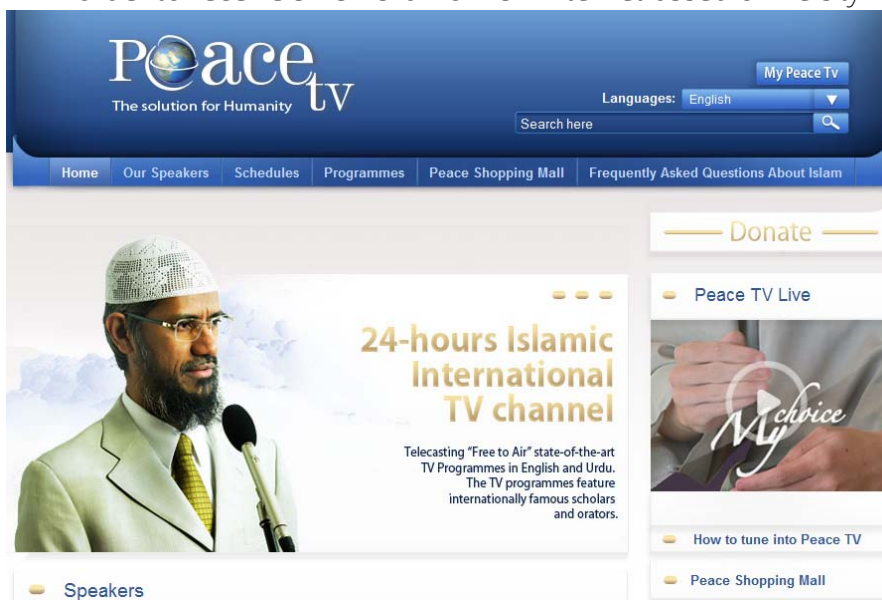 Peace tv
The solution for Humanity
My Peace Tv
Languages: English
Search here
Home Our Speakers Schedules Programmes Peace Shopping Mall Frequently Asked Questions About Islam
Donate
Peace TV Live
24-hours Islamic
International
TV channel
Telecasting "Free to Air" state-of-the-art
TV Programmes in English and Urdu.
The TV programmes feature
internationally famous scholars
and orators.
My choice
How to tune into Peace TV
Peace Shopping Mall
Speakers